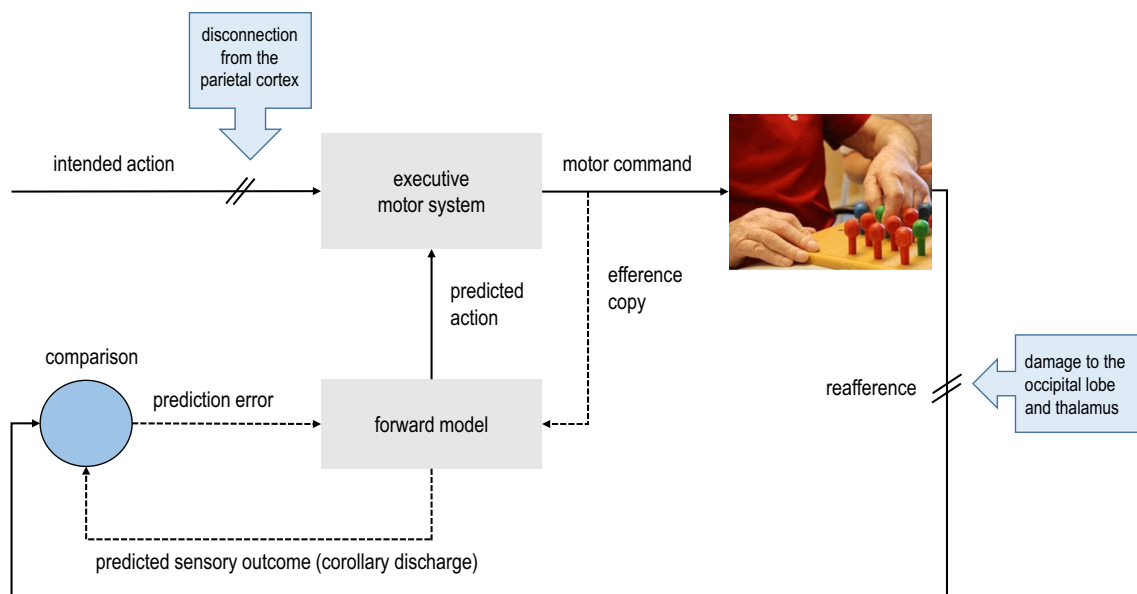 disconnection
from the
parietal cortex
intended action
executive
motor system
motor command
predicted
action
efference
copy
comparison
prediction error
forward model
reafference
damage to the
occipital lobe
and thalamus
predicted sensory outcome (corollary discharge)